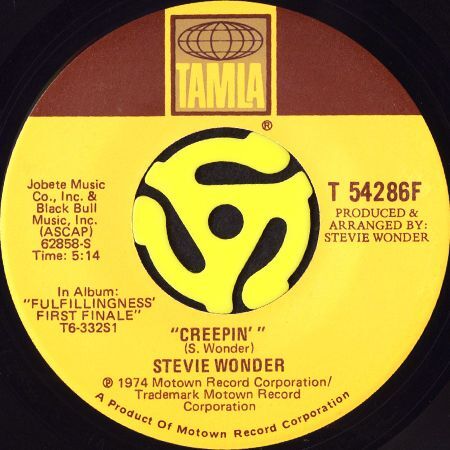 TAMLA
®
Jobete Music
Co., Inc. &
Black Bull
Music, Inc.
(ASCAP)
62858-S
Time: 5:14
In Album:
"FULFILLINGNESS'
FIRST FINALE"
T6-332S1
T 54286F
PRODUCED &
ARRANGED BY:
STEVIE WONDER
"CREEPIN' "
(S. Wonder)
STEVIE WONDER
℗ 1974 Motown Record Corporation/
Trademark Motown Record
Corporation
A Product Of Motown Record Corporation